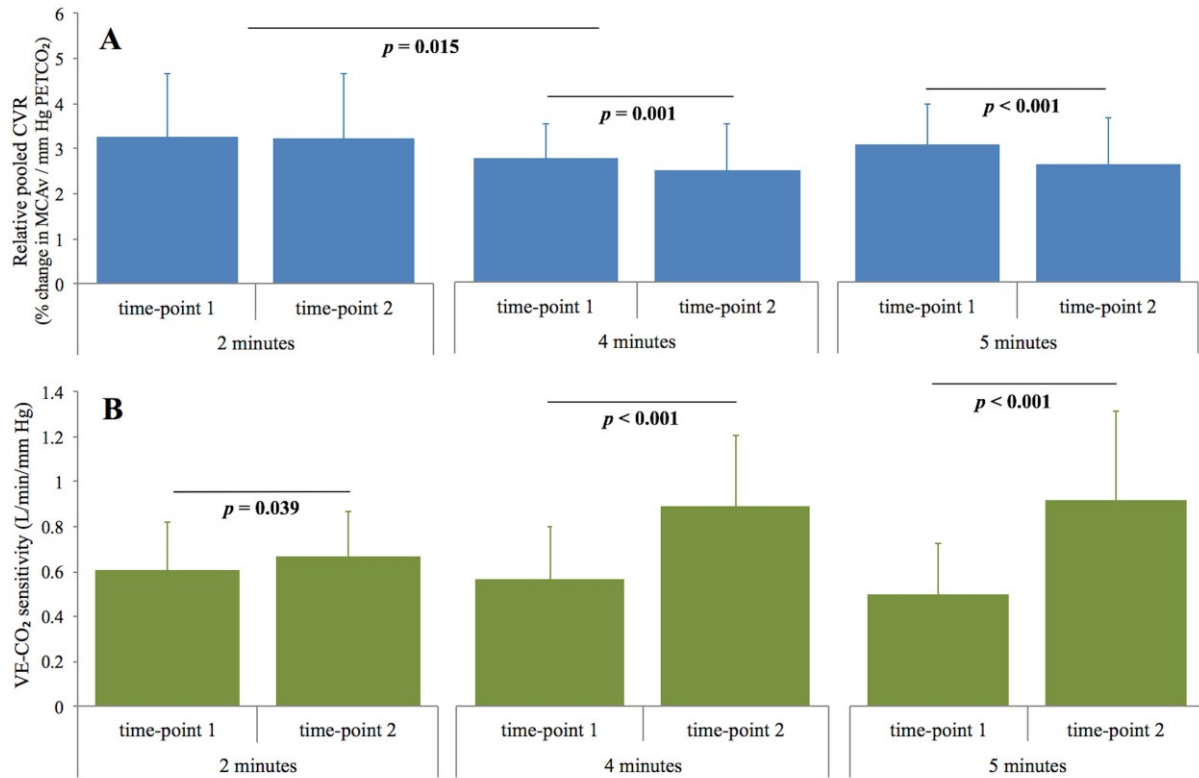 A
Relative pooled CVR
(% change in MCAv / mm Hg PETCO₂)
6
5
4
3
2
1
0
p = 0.015
p = 0.001
p < 0.001
time-point 1 time-point 2 time-point 1 time-point 2 time-point 1 time-point 2
2 minutes 4 minutes 5 minutes
B
VE-CO₂ sensitivity (L/min/mm Hg)
1.4
1.2
1
0.8
0.6
0.4
0.2
0
p = 0.039
p < 0.001
p < 0.001
time-point 1 time-point 2 time-point 1 time-point 2 time-point 1 time-point 2
2 minutes 4 minutes 5 minutes